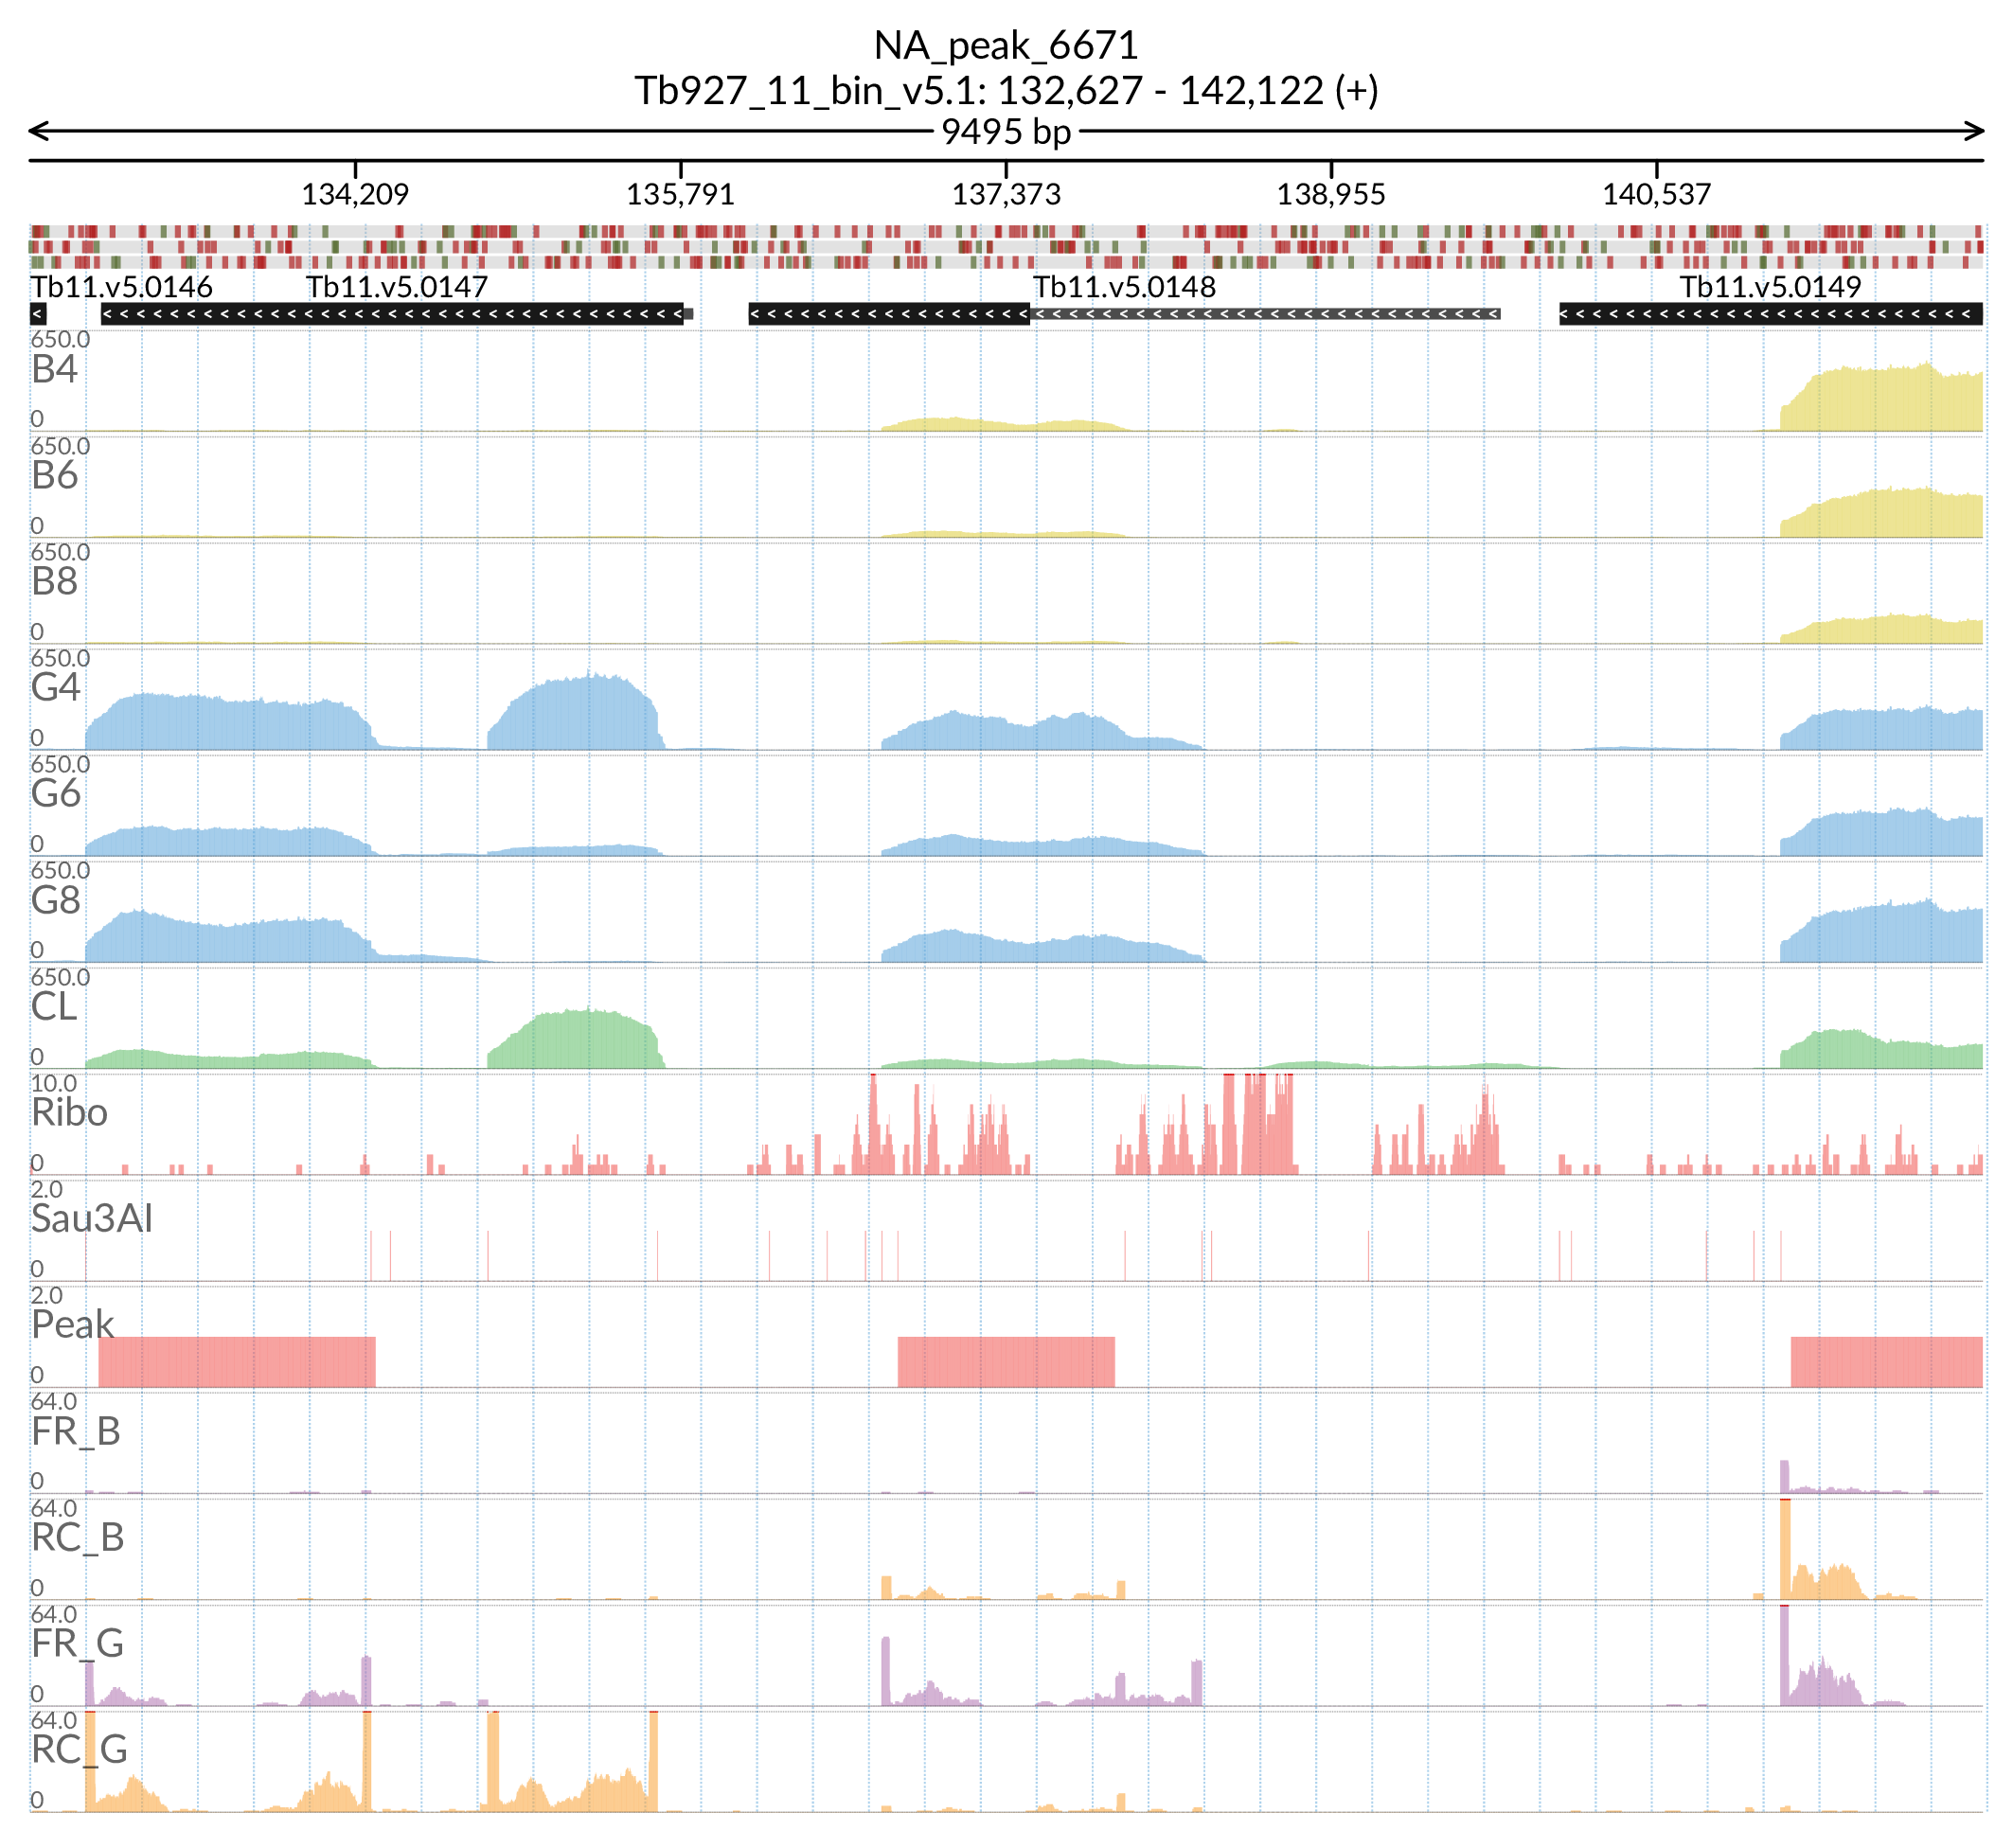 NA_peak_6671
Tb927_11_bin_v5.1: 132,627 - 142,122 (+)
9495 bp
134,209 135,791 137,373 138,955 140,537
Tb11.v5.0146 Tb11.v5.0147 Tb11.v5.0148 Tb11.v5.0149
650.0
B4
0
650.0
B6
0
650.0
B8
0
650.0
G4
0
650.0
G6
0
650.0
G8
0
650.0
CL
0
10.0
Ribo
0
2.0
Sau3AI
0
2.0
Peak
0
64.0
FR_B
0
64.0
RC_B
0
64.0
FR_G
0
64.0
RC_G
0